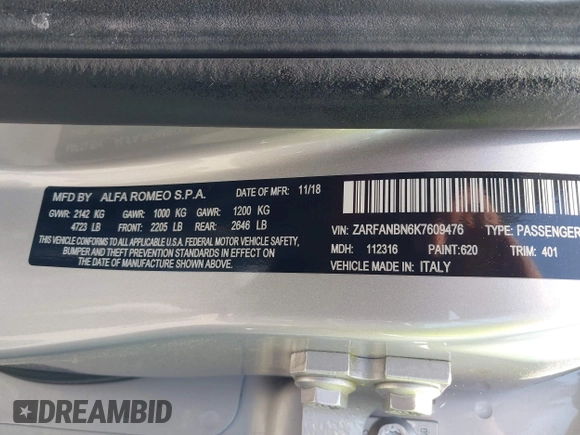 MFD BY ALFA ROMEO S.P.A. DATE OF MFR: 11/18
GVWR: 2142 KG GAWR: 1000 KG GAWR: 1200 KG
4723 LB FRONT: 2205 LB REAR: 2646 LB
THIS VEHICLE CONFORMS TO ALL
APPLICABLE U.S.A. FEDERAL MOTOR VEHICLE SAFETY,
BUMPER AND THEFT PREVENTION STANDARDS IN EFFECT ON
THE DATE OF MANUFACTURE SHOWN ABOVE.
VIN: ZARFANBN6K7609476 TYPE: PASSENGER
MDH: 112316 PAINT: 620 TRIM: 401
VEHICLE MADE IN: ITALY
DREAMBID